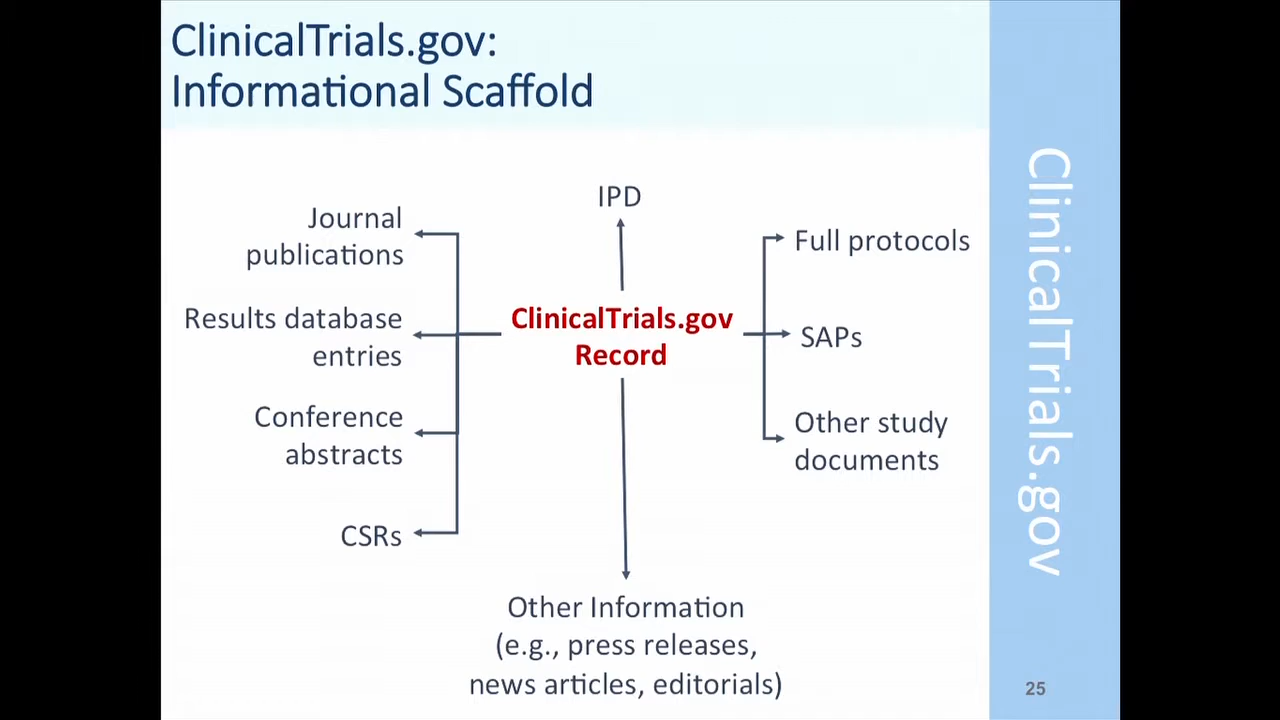 ClinicalTrials.gov:
Informational Scaffold
IPD
Journal
publications
Results database
entries
Conference
abstracts
CSRs
ClinicalTrials.gov
Record
Full protocols
SAPs
Other study
documents
Other Information
(e.g., press releases,
news articles, editorials)
ClinicalTrials.gov
25